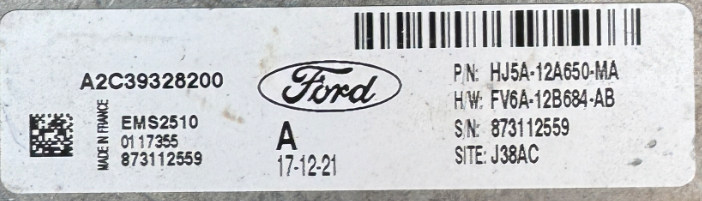 A2C39328200
MADE IN FRANCE
EMS2510
0117355
873112559
Ford
A
17-12-21
P/N: HJ5A-12A650-MA
H/W: FV6A-12B684-AB
S/N: 873112559
SITE: J38AC